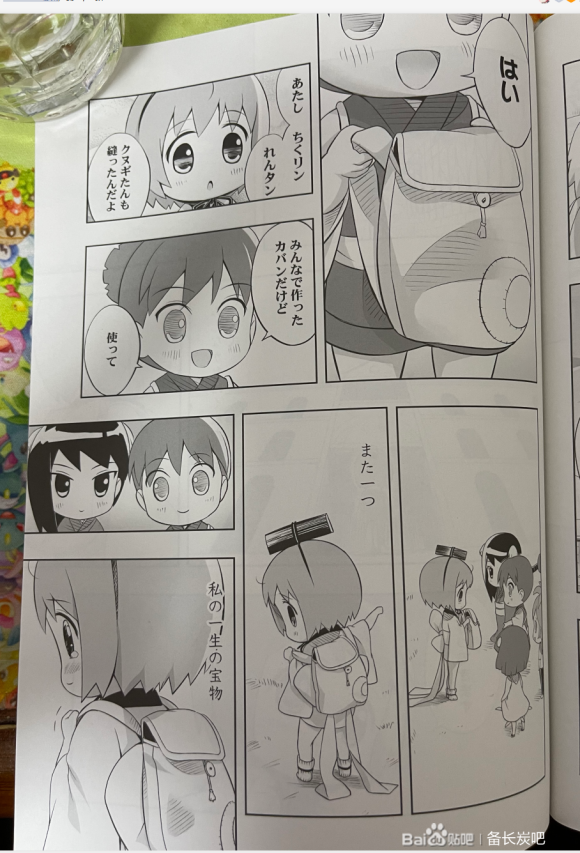 はい
あたし
ちくリン
れんタン
クヌギたんも
縫ったんだよ
みんなで作った
カバンだけど
使って
また一つ
私の一生の宝物
Bai贴吧 | 备长炭吧